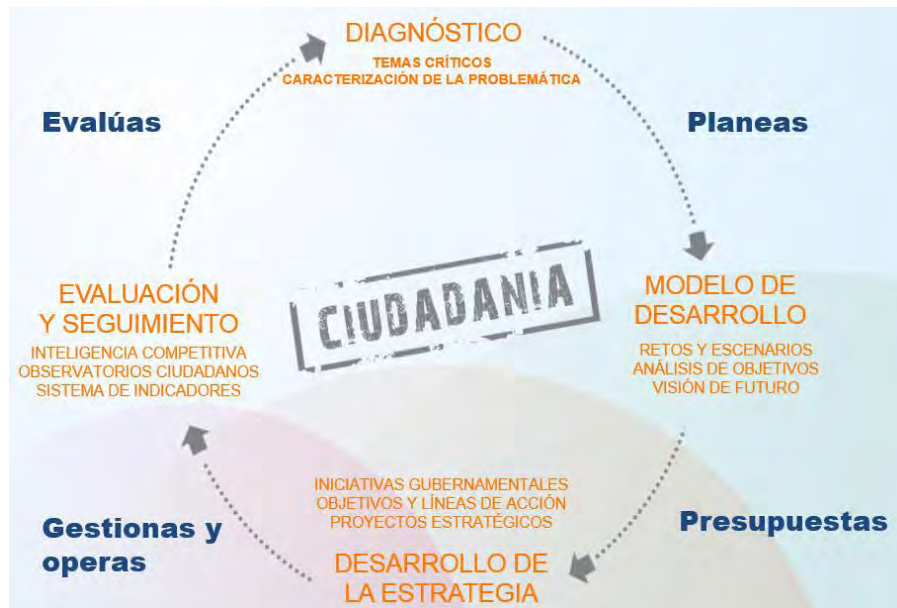 DIAGNÓSTICO
TEMAS CRÍTICOS
CARACTERIZACIÓN DE LA PROBLEMÁTICA
Evalúas
Planeas
EVALUACIÓN
Y SEGUIMIENTO
INTELIGENCIA COMPETITIVA
OBSERVATORIOS CIUDADANOS
SISTEMA DE INDICADORES
CIUDADANIA
MODELO DE
DESARROLLO
RETOS Y ESCENARIOS
ANÁLISIS DE OBJETIVOS
VISIÓN DE FUTURO
INICIATIVAS GUBERNAMENTALES
OBJETIVOS Y LÍNEAS DE ACCIÓN
PROYECTOS ESTRATÉGICOS
Gestionas y
operas
Presupuestas
DESARROLLO DE
LA ESTRATEGIA